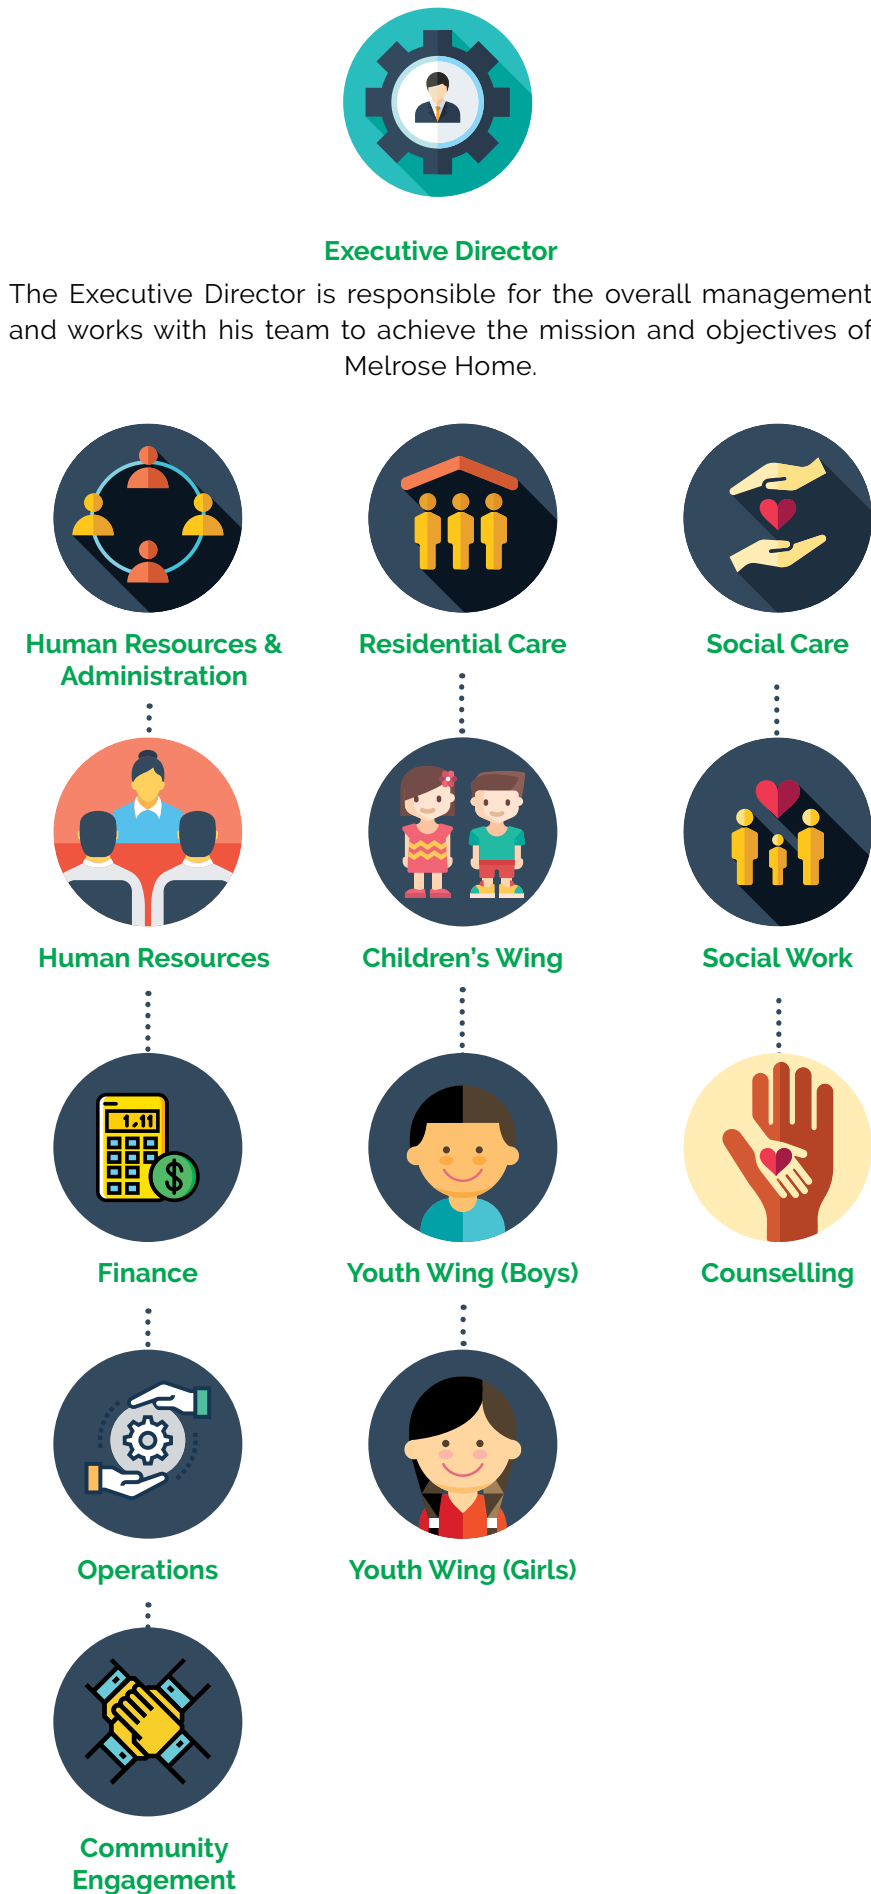 Executive Director
The Executive Director is responsible for the overall management
and works with his team to achieve the mission and objectives of
Melrose Home.
Human Resources &
Administration
Residential Care
Social Care
Human Resources
Children’s Wing
Social Work
1.11
$
Finance
Youth Wing (Boys)
Counselling
Operations
Youth Wing (Girls)
Community
Engagement